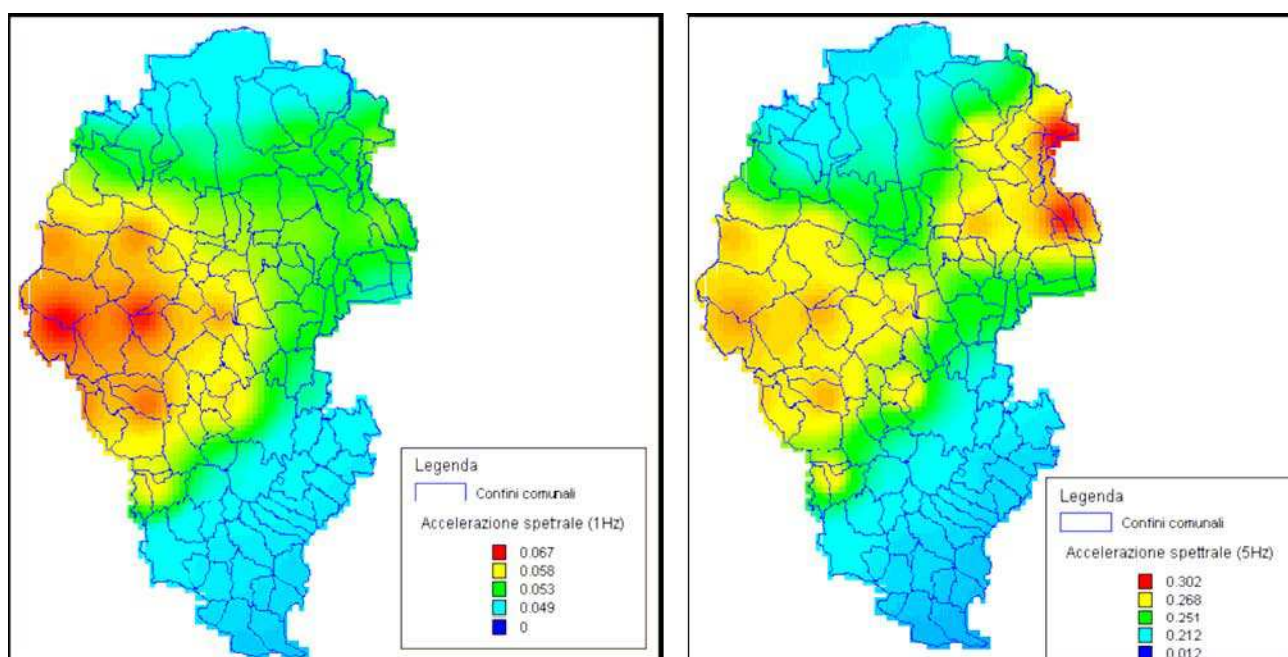 Legenda
Confini comunali
Accelerazione spettrale (1Hz)
0.067
0.058
0.053
0.049
0
Legenda
Confini comunali
Accelerazione spettrale (5Hz)
0.302
0.268
0.251
0.212
0.012